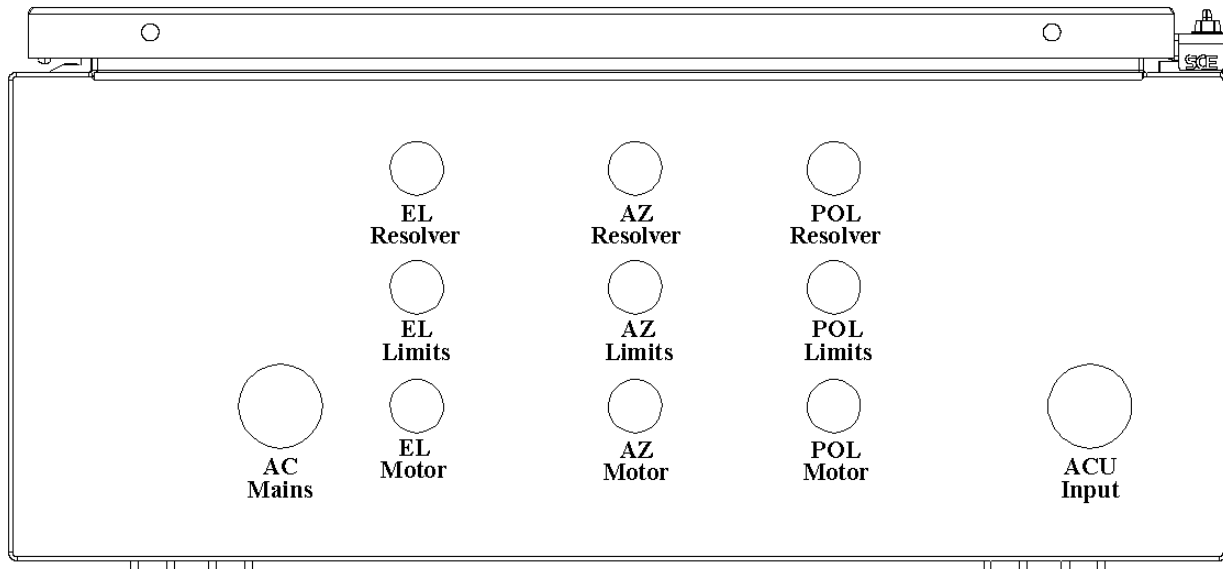 SCE
EL
Resolver
AZ
Resolver
POL
Resolver
EL
Limits
AZ
Limits
POL
Limits
AC
Mains
EL
Motor
AZ
Motor
POL
Motor
ACU
Input